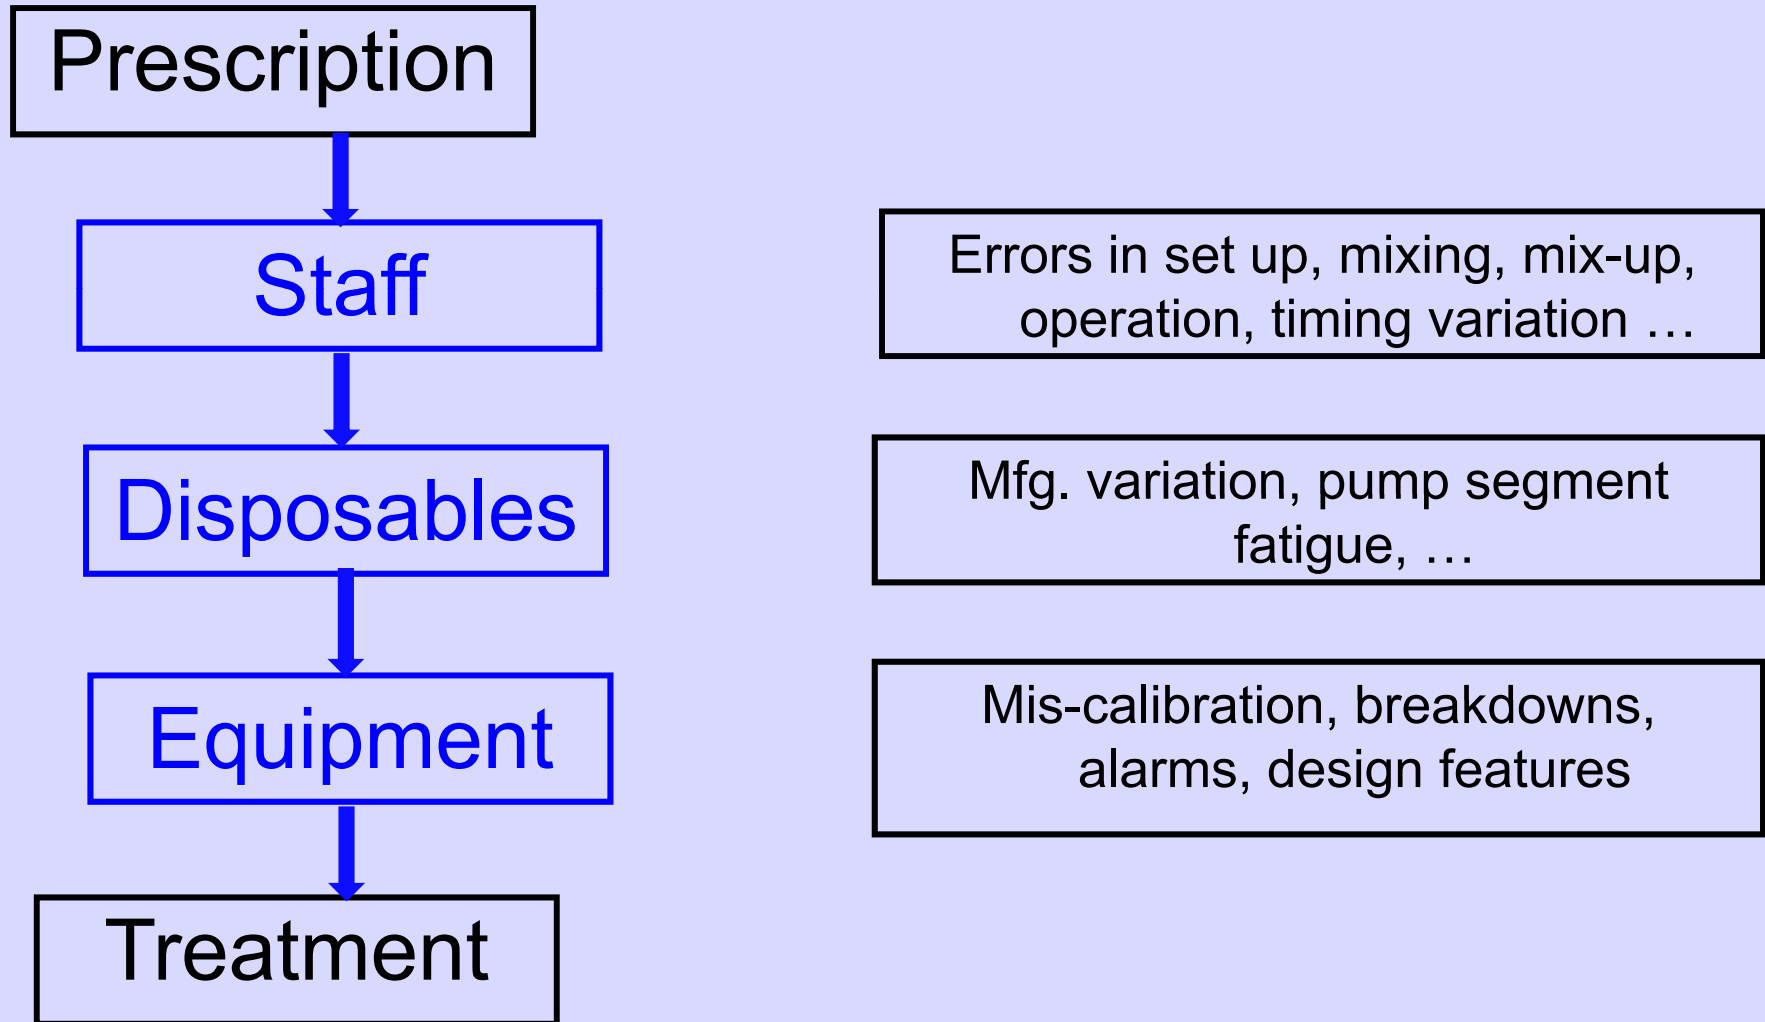 Prescription
Staff
Errors in set up, mixing, mix-up,
operation, timing variation …
Disposables
Mfg. variation, pump segment
fatigue, …
Equipment
Mis-calibration, breakdowns,
alarms, design features
Treatment